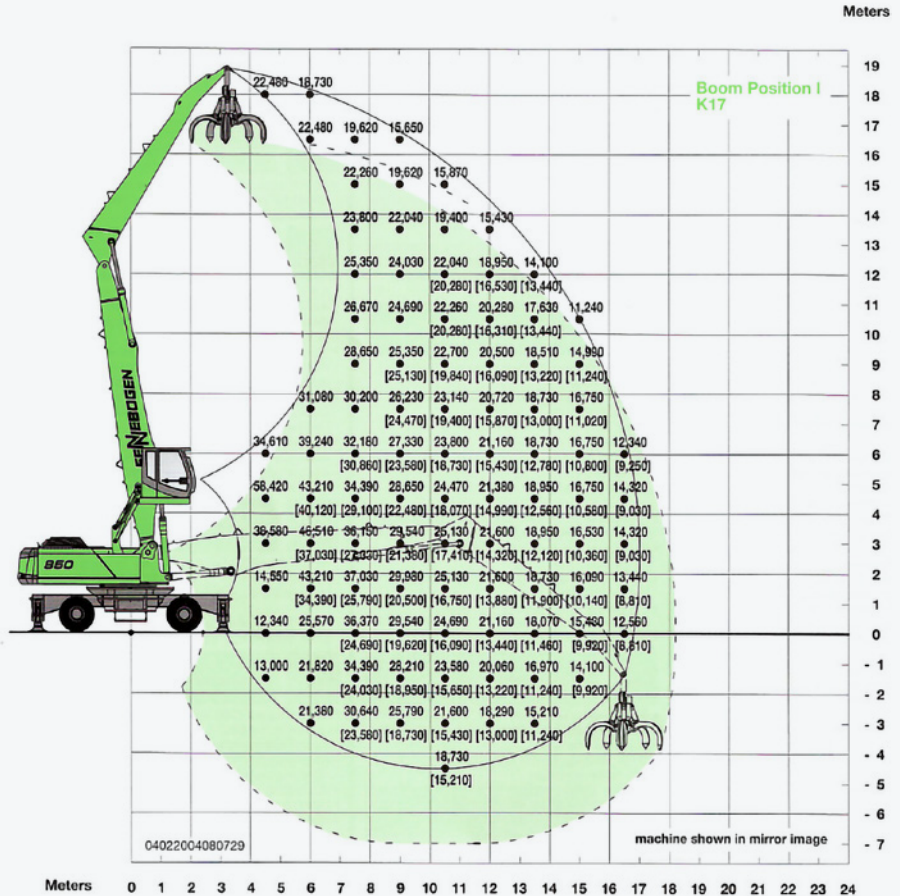 Meters
19
22,480 18,730
18
Boom Position I
K17
22,480 19,620 15,650
17
16
22,260 19,620 15,870
15
23,800 22,040 19,400 15,430
14
13
25,350 24,030 22,040 18,950 14,100
12
[20,280] [16,530] [13,440]
26,670 24,690 22,260 20,280 17,630 11,240
11
[20,280] [16,310] [13,440]
10
28,650 25,350 22,700 20,500 18,510 14,990
9
[25,130] [19,840] [16,090] [13,220] [11,240]
8
31,080 30,200 26,230 23,140 20,720 18,730 16,750
[24,470] [19,400] [15,870] [13,000] [11,020]
7
34,610 39,240 32,180 27,330 23,800 21,160 18,730 16,750 12,340
6
[30,860] [23,580] [18,730] [15,430] [12,780] [10,800] [9,250]
SENNEBOGEN
58,420 43,210 34,390 28,650 24,470 21,380 18,950 16,750 14,320
5
[40,120] [29,100] [22,480] [18,070] [14,990] [12,560] [10,580] [9,030]
4
38,580 46,510 36,150 29,540 25,130 21,600 18,950 16,530 14,320
3
[37,030] [21,380] [17,410] [14,320] [12,120] [10,360] [9,030]
850
14,550 43,210 37,030 29,980 25,130 21,600 18,730 16,090 13,440
2
[34,390] [25,790] [20,500] [16,750] [13,880] [11,900] [10,140] [8,810]
1
12,340 25,570 36,370 29,540 24,690 21,160 18,070 15,430 12,560
0
[24,690] [19,620] [16,090] [13,440] [11,460] [9,920] [8,810]
13,000 21,820 34,390 28,210 23,580 20,060 16,970 14,100
- 1
[24,030] [18,950] [15,650] [13,220] [11,240] [9,920]
- 2
21,380 30,640 25,790 21,600 18,290 15,210
- 3
[23,580] [18,730] [15,430] [13,000] [11,240]
18,730
- 4
[15,210]
- 5
- 6
04022004080729
machine shown in mirror image
- 7
Meters 0 1 2 3 4 5 6 7 8 9 10 11 12 13 14 15 16 17 18 19 20 21 22 23 24